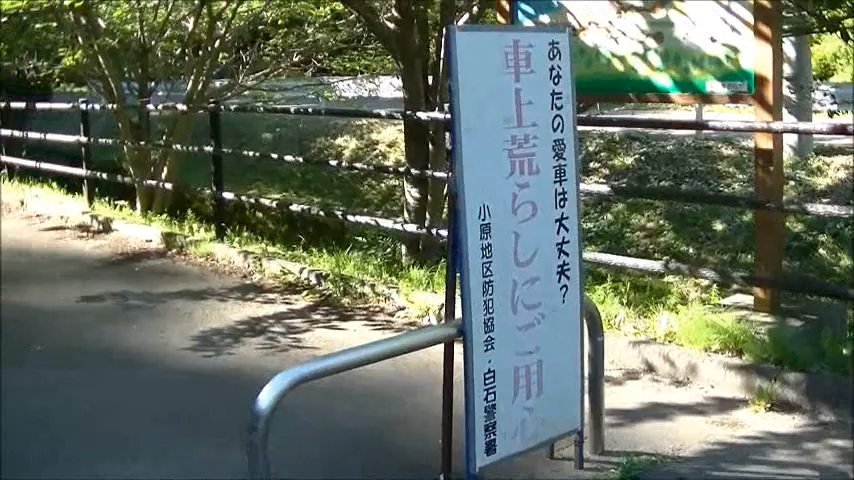 あなたの愛車は大丈夫?
車上荒らしにご用心
小原地区防犯協会・白石警察署